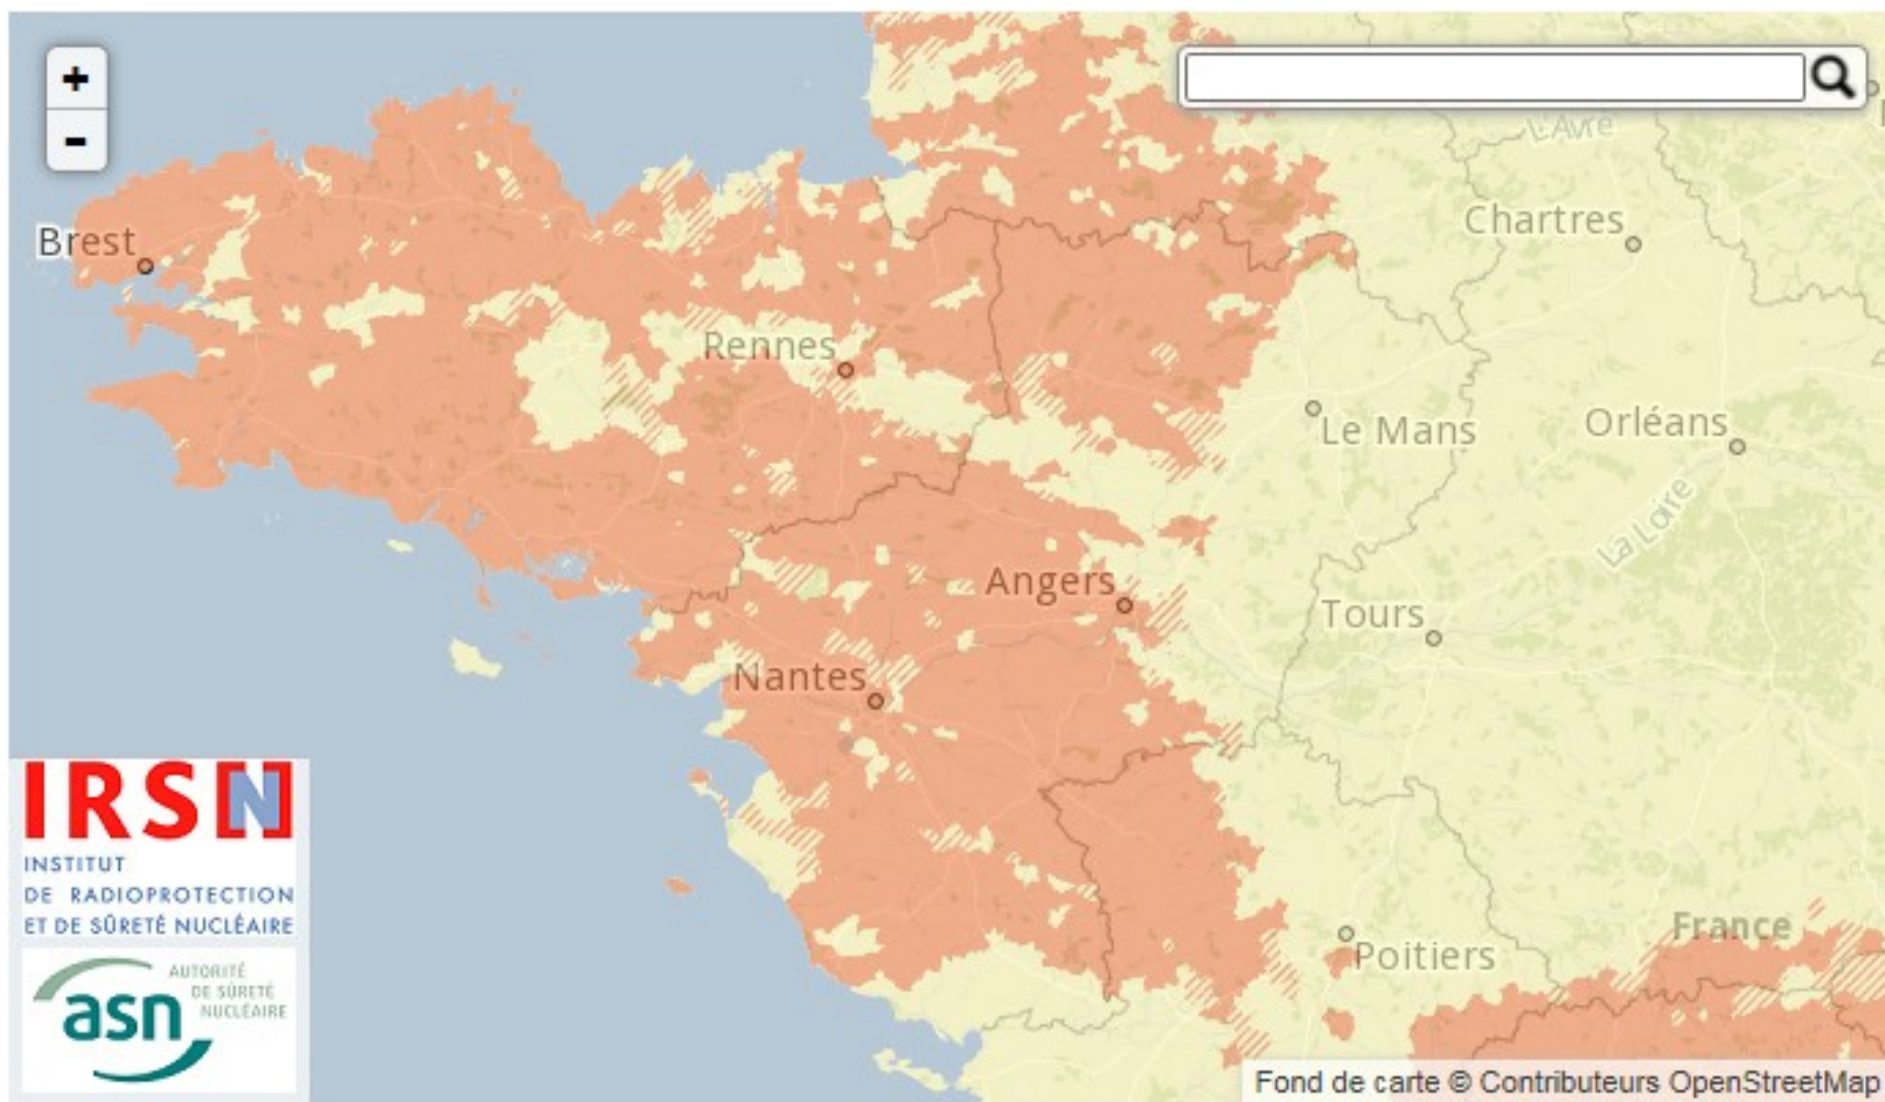 +
-
L'Avre
Chartres
Brest
Rennes
Le Mans
Orléans
La Loire
Angers
Tours
Nantes
IRSN
INSTITUT
DE RADIOPROTECTION
ET DE SÛRETÉ NUCLÉAIRE
France
Poitiers
AUTORITÉ
DE SÛRETÉ
NUCLÉAIRE
asn
Fond de carte © Contributeurs OpenStreetMap